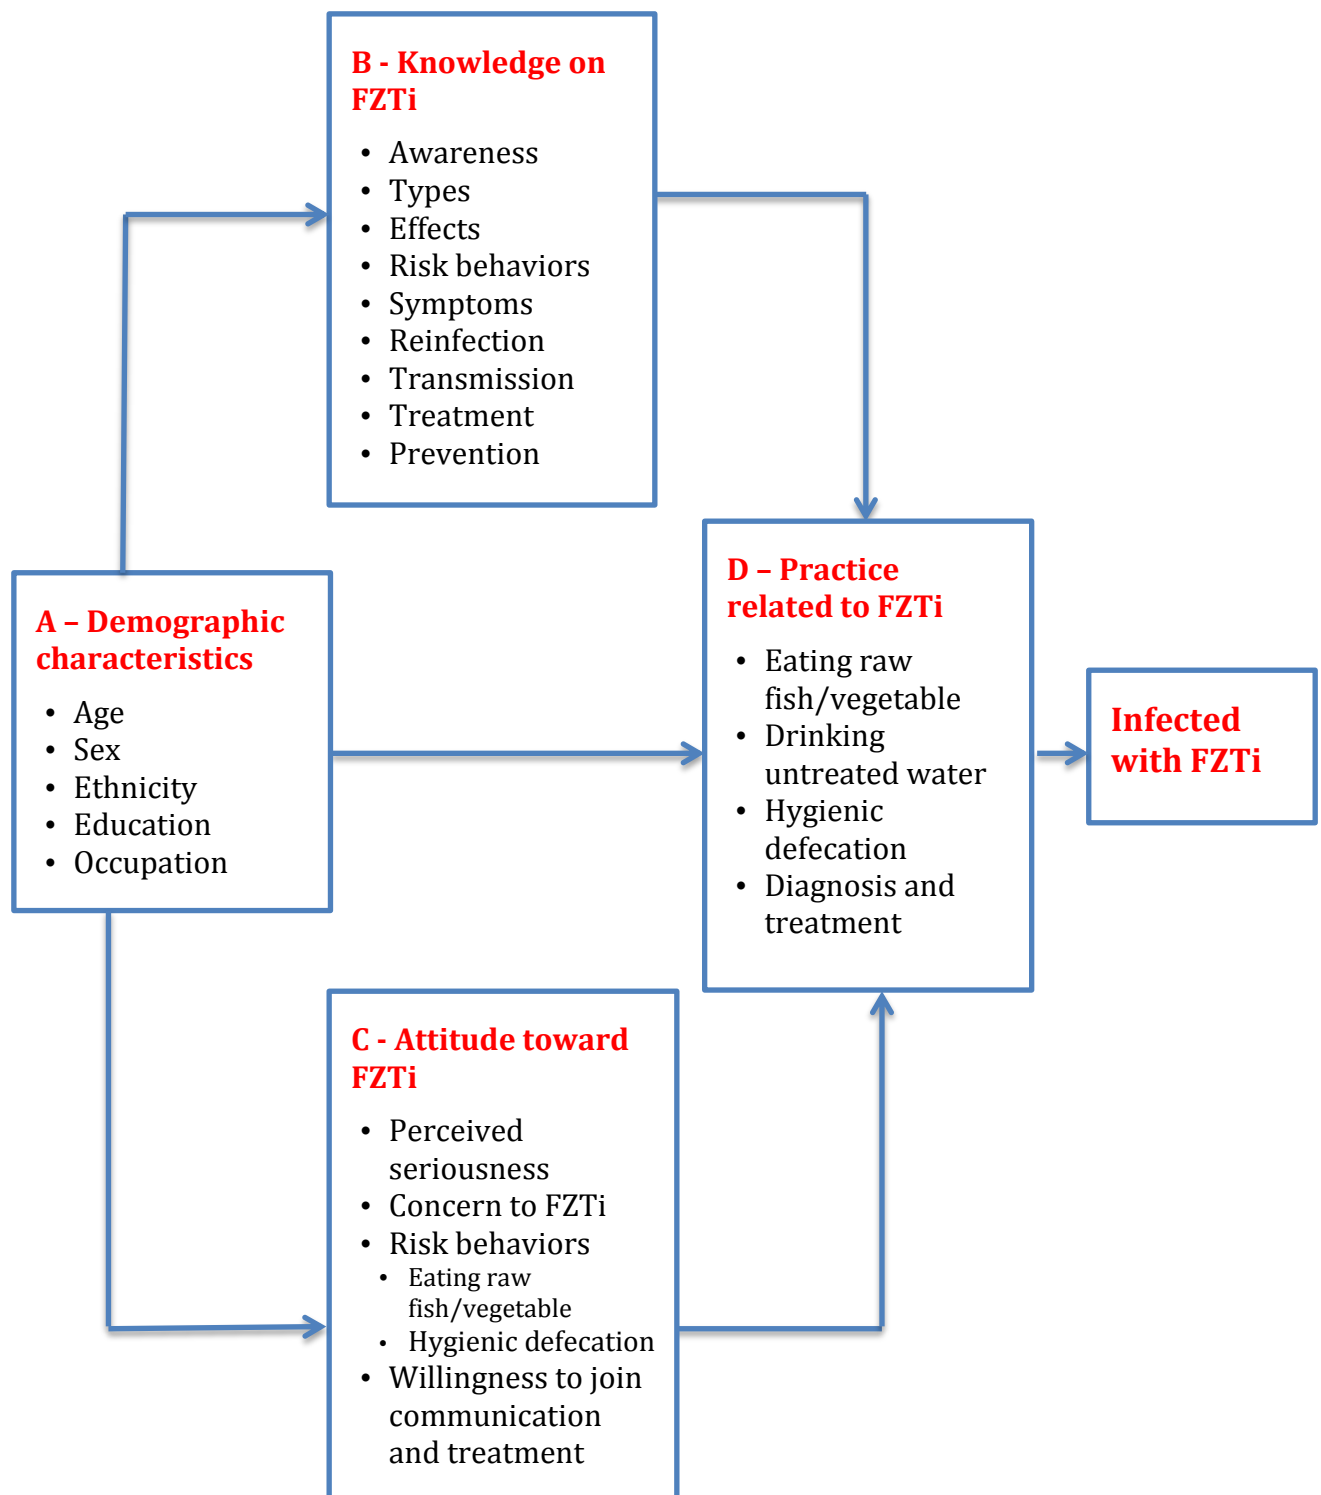 B - Knowledge on
FZTi
• Awareness
• Types
• Effects
• Risk behaviors
• Symptoms
• Reinfection
• Transmission
• Treatment
• Prevention
A – Demographic
characteristics
• Age
• Sex
• Ethnicity
• Education
• Occupation
D – Practice
related to FZTi
• Eating raw
fish/vegetable
• Drinking
untreated water
• Hygienic
defecation
• Diagnosis and
treatment
Infected
with FZTi
C - Attitude toward
FZTi
• Perceived
seriousness
• Concern to FZTi
• Risk behaviors
• Eating raw
fish/vegetable
• Hygienic defecation
• Willingness to join
communication
and treatment